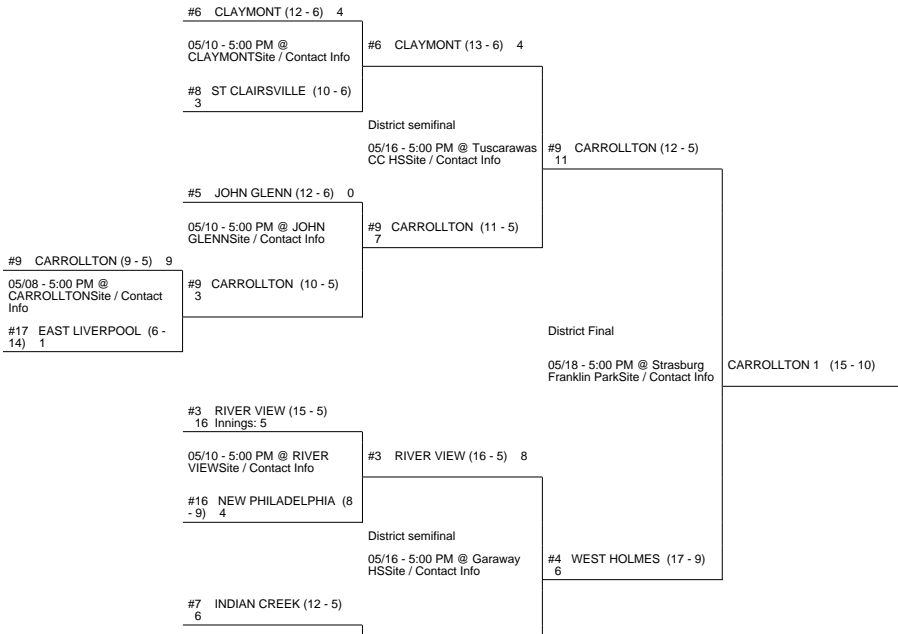 #6 CLAYMONT (12 - 6) 4
05/10 - 5:00 PM @
CLAYMONTSite / Contact Info
#8 ST CLAIRSVILLE (10 - 6)
3
#6 CLAYMONT (13 - 6) 4
District semifinal
05/16 - 5:00 PM @ Tuscarawas
CC HSSite / Contact Info
#9 CARROLLTON (12 - 5)
11
#5 JOHN GLENN (12 - 6) 0
05/10 - 5:00 PM @ JOHN
GLENNSite / Contact Info
#9 CARROLLTON (11 - 5)
7
#9 CARROLLTON (9 - 5) 9
05/08 - 5:00 PM @
CARROLLTONSite / Contact
Info
#17 EAST LIVERPOOL (6 -
14) 1
#9 CARROLLTON (10 - 5)
3
District Final
05/18 - 5:00 PM @ Strasburg
Franklin ParkSite / Contact Info
CARROLLTON 1 (15 - 10)
#3 RIVER VIEW (15 - 5)
16 Innings: 5
05/10 - 5:00 PM @ RIVER
VIEWSite / Contact Info
#16 NEW PHILADELPHIA (8
- 9) 4
#3 RIVER VIEW (16 - 5) 8
District semifinal
05/16 - 5:00 PM @ Garaway
HSSite / Contact Info
#4 WEST HOLMES (17 - 9)
6
#7 INDIAN CREEK (12 - 5)
6